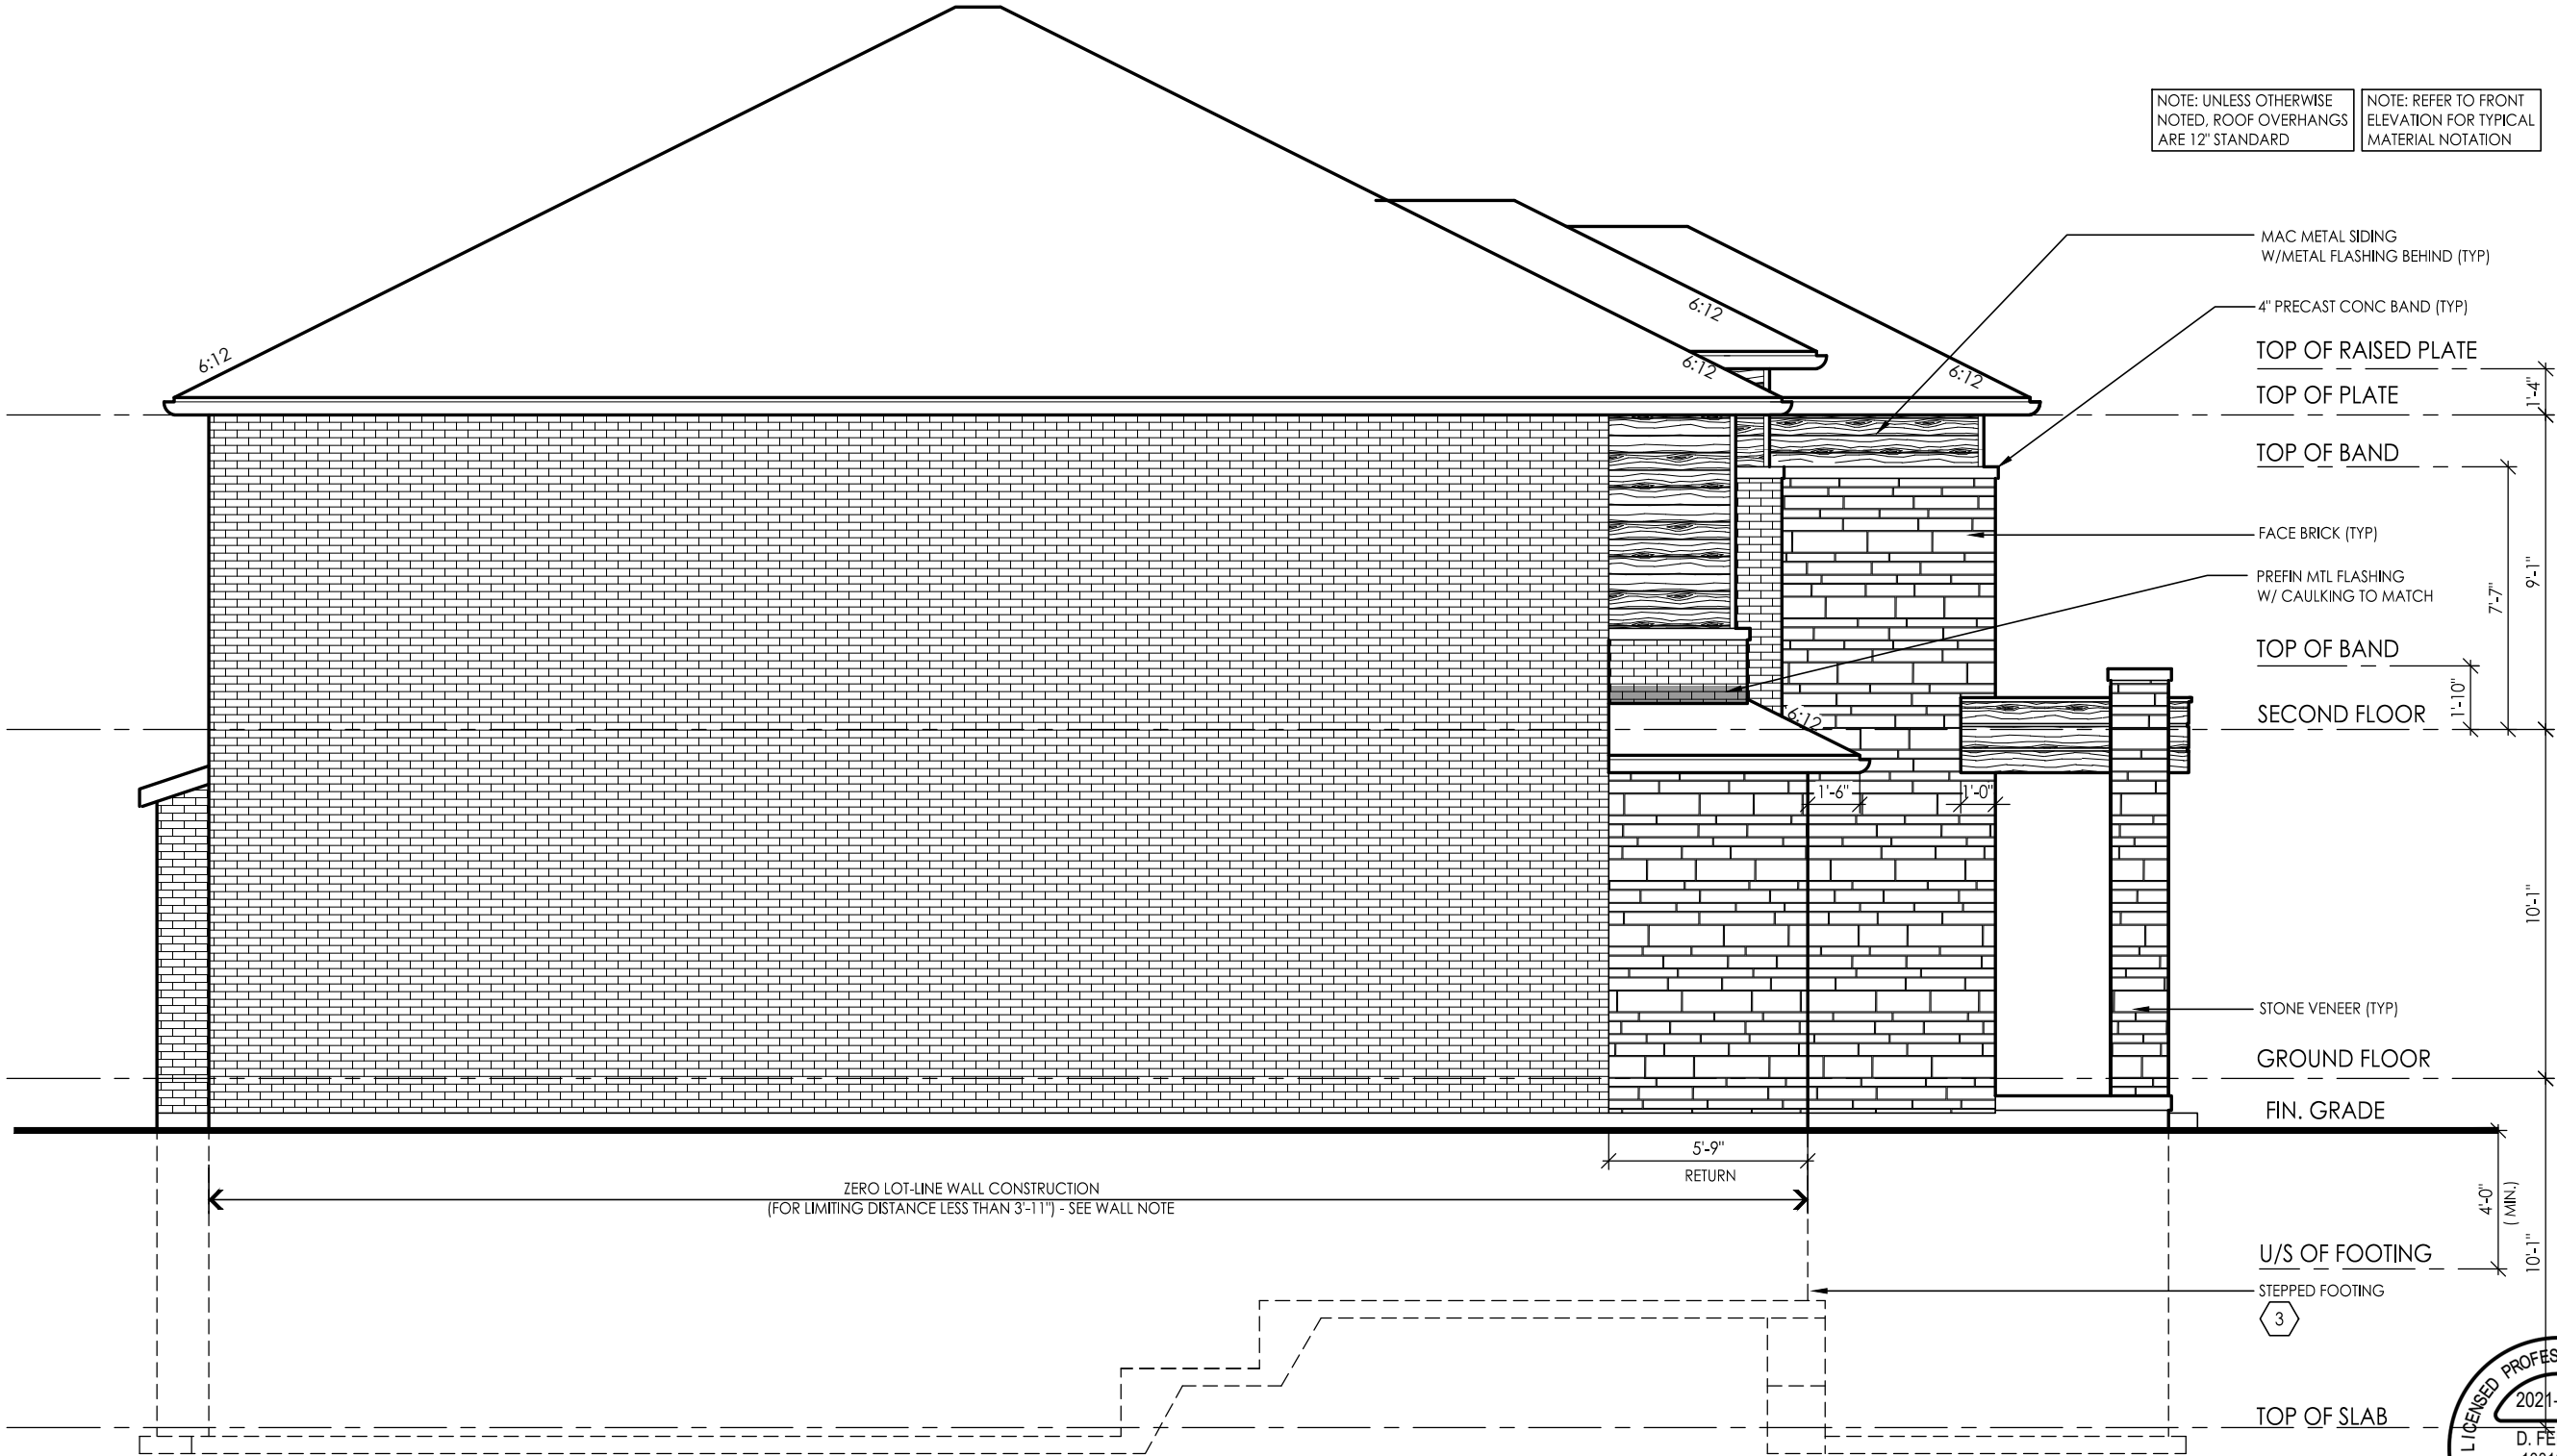 NOTE: UNLESS OTHERWISE
NOTED, ROOF OVERHANGS
ARE 12" STANDARD
NOTE: REFER TO FRONT
ELEVATION FOR TYPICAL
MATERIAL NOTATION
MAC METAL SIDING
W/METAL FLASHING BEHIND (TYP)
4" PRECAST CONC BAND (TYP)
6:12
6:12
6:12
6:12
TOP OF RAISED PLATE
1'-4"
TOP OF PLATE
TOP OF BAND
FACE BRICK (TYP)
9'-1"
PREFIN MTL FLASHING
W/ CAULKING TO MATCH
7'-7"
TOP OF BAND
1'-10"
SECOND FLOOR
6:12
1'-6"
1'-0"
10'-1"
STONE VENEER (TYP)
GROUND FLOOR
FIN. GRADE
5'-9"
RETURN
ZERO LOT-LINE WALL CONSTRUCTION
(FOR LIMITING DISTANCE LESS THAN 3'-11") - SEE WALL NOTE
4'-0"
(MIN.)
10'-1"
U/S OF FOOTING
STEPPED FOOTING
3
TOP OF SLAB
LICENSED PROFES
2021-
D. FE